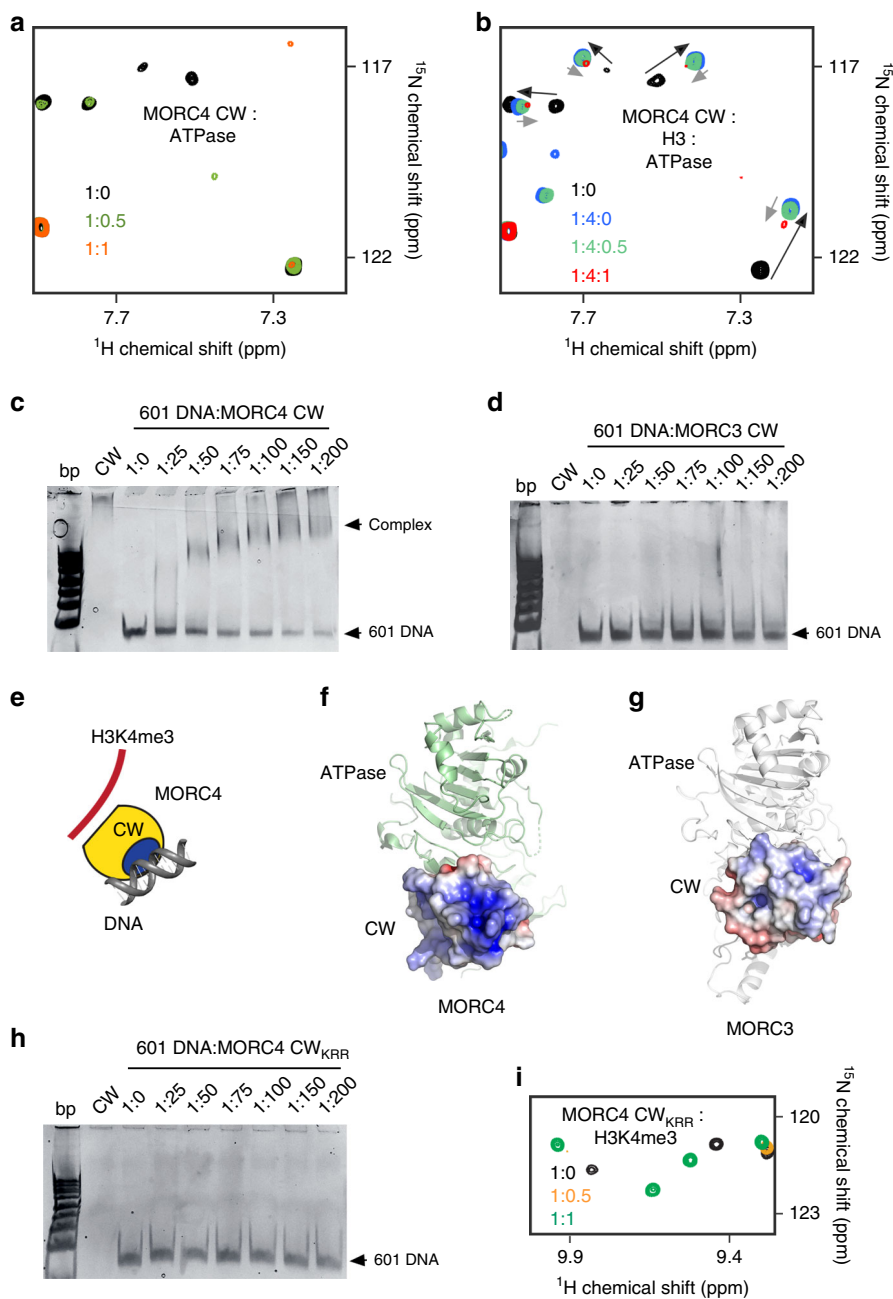 a
117
15N chemical shift (ppm)
MORC4 CW :
ATPase
1:0
1:0.5
1:1
122
7.7
7.3
1H chemical shift (ppm)
b
117
15N chemical shift (ppm)
MORC4 CW :
H3 :
ATPase
1:0
1:4:0
1:4:0.5
1:4:1
122
7.7
7.3
1H chemical shift (ppm)
c
601 DNA:MORC4 CW
bp
CW
1:0
1:25
1:50
1:75
1:100
1:150
1:200
Complex
601 DNA
d
601 DNA:MORC3 CW
bp
CW
1:0
1:25
1:50
1:75
1:100
1:150
1:200
601 DNA
e
H3K4me3
MORC4
CW
DNA
f
ATPase
CW
MORC4
g
ATPase
CW
MORC3
h
601 DNA:MORC4 CWKRR
bp
CW
1:0
1:25
1:50
1:75
1:100
1:150
1:200
601 DNA
i
MORC4 CWKRR :
H3K4me3
1:0
1:0.5
1:1
120
123
15N chemical shift (ppm)
9.9
9.4
1H chemical shift (ppm)